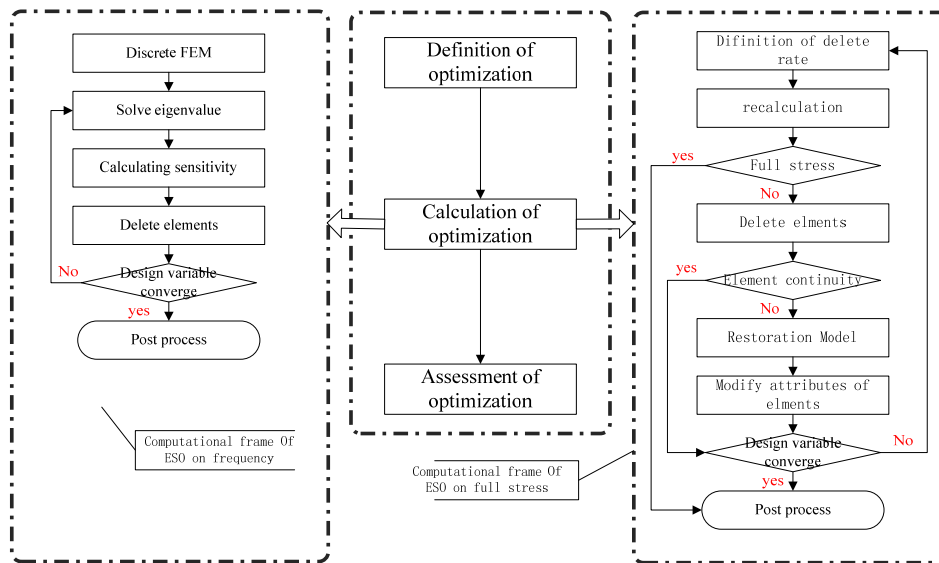 Discrete FEM
Solve eigenvalue
Calculating sensitivity
Delete elements
No
Design variable
converge
yes
Post process
Computational frame Of
ESO on frequency
Definition of
optimization
Calculation of
optimization
Assessment of
optimization
Computational frame Of
ESO on full stress
Difinition of delete
rate
recalculation
yes
Full stress
No
Delete elments
yes
Element continuity
No
Restoration Model
Modify attributes of
elments
Design variable
converge
No
yes
Post process